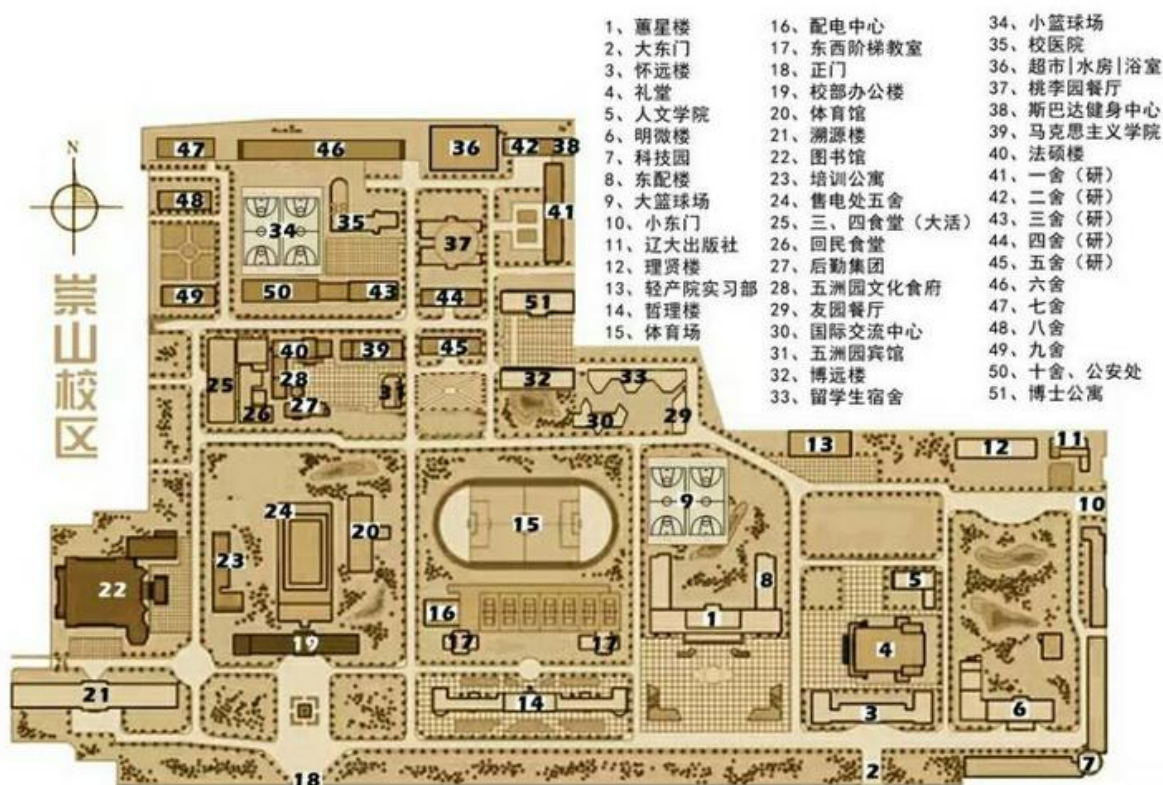 1、蕙星楼
2、大东门
3、怀远楼
4、礼堂
5、人文学院
6、明微楼
7、科技园
8、东配楼
9、大篮球场
10、小东门
11、辽大出版社
12、理贤楼
13、轻产院实习部
14、哲理楼
15、体育场
16、配电中心
17、东西阶梯教室
18、正门
19、校部办公楼
20、体育馆
21、溯源楼
22、图书馆
23、培训公寓
24、售电处五舍
25、三、四食堂（大活）
26、回民食堂
27、后勤集团
28、五洲园文化食府
29、友园餐厅
30、国际交流中心
31、五洲园宾馆
32、博远楼
33、留学生宿舍
34、小篮球场
35、校医院
36、超市|水房|浴室
37、桃李园餐厅
38、斯巴达健身中心
39、马克思主义学院
40、法硕楼
41、一舍（研）
42、二舍（研）
43、三舍（研）
44、四舍（研）
45、五舍（研）
46、六舍
47、七舍
48、八舍
49、九舍
50、十舍、公安处
51、博士公寓
N
崇山校区
47 46 36 42 38
48 35 41
34 37
49 50 43 44 51
40 39 45
25 28 31 32 33
26 27 30 29
13 12 11
24 20 15 9 10
23 22 8 5
16 1
19 17 17 4
21 14 3 6
18 2 7